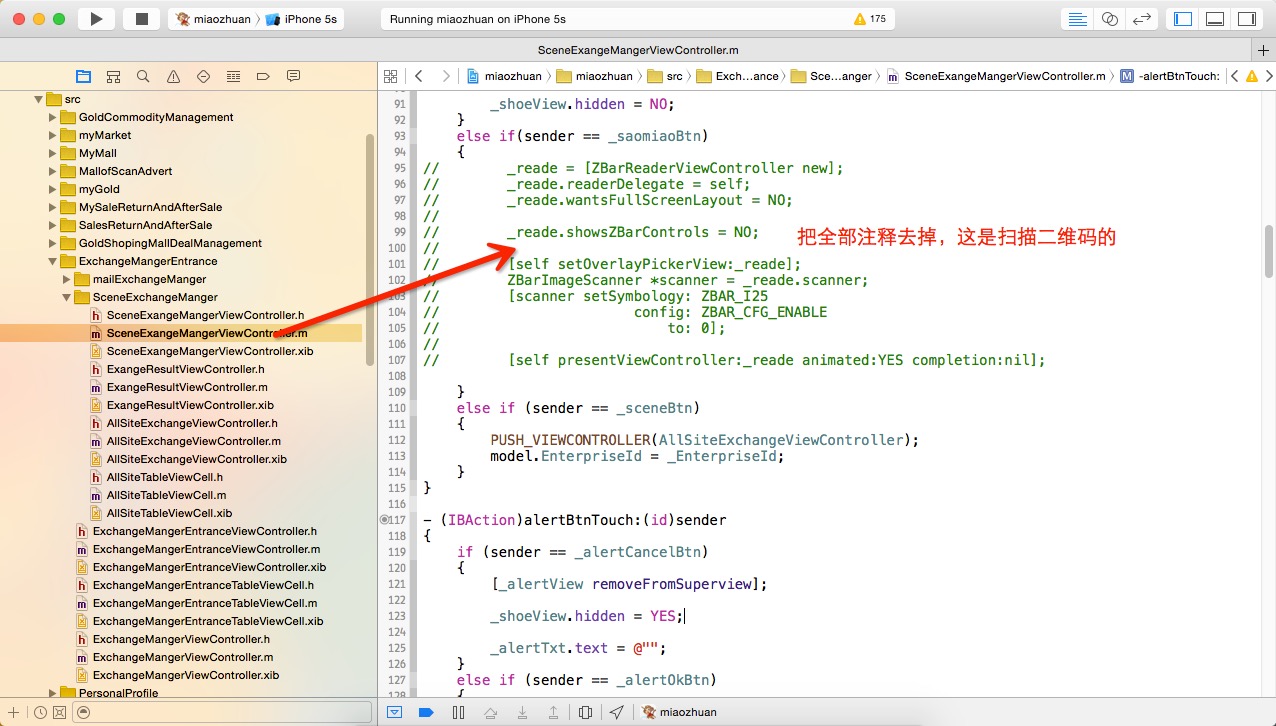 miaozhuan
iPhone 5s
Running miaozhuan on iPhone 5s
175
SceneExangeMangerViewController.m
miaozhuan
miaozhuan
src
Exch...ance
Sce...anger
SceneExangeMangerViewController.m
M
-alertBtnTouch:
src
GoldCommodityManagement
myMarket
MyMall
MallofScanAdvert
myGold
MySaleReturnAndAfterSale
SalesReturnAndAfterSale
GoldShopingMallDealManagement
ExchangeMangerEntrance
mailExchangeManger
SceneExchangeManger
h SceneExangeMangerViewController.h
m SceneExangeMangerViewController.m
SceneExangeMangerViewController.xib
h ExangeResultViewController.h
m ExangeResultViewController.m
ExangeResultViewController.xib
h AllSiteExchangeViewController.h
m AllSiteExchangeViewController.m
AllSiteExchangeViewController.xib
h AllSiteTableViewCell.h
m AllSiteTableViewCell.m
AllSiteTableViewCell.xib
h ExchangeMangerEntranceViewController.h
m ExchangeMangerEntranceViewController.m
ExchangeMangerEntranceViewController.xib
h ExchangeMangerEntranceTableViewCell.h
m ExchangeMangerEntranceTableViewCell.m
ExchangeMangerEntranceTableViewCell.xib
h ExchangeMangerViewController.h
m ExchangeMangerViewController.m
ExchangeMangerViewController.xib
PersonalProfile
91 _shoeView.hidden = NO;
92 }
93 else if(sender == _saomiaoBtn)
94 {
95 // _reade = [ZBarReaderViewController new];
96 // _reade.readerDelegate = self;
97 // _reade.wantsFullScreenLayout = NO;
98 //
99 // _reade.showsZBarControls = NO;
把全部注释去掉，这是扫描二维码的
100 //
101 // [self setOverlayPickerView:_reade];
102 // ZBarImageScanner *scanner = _reade.scanner;
103 // [scanner setSymbology: ZBAR_I25
104 // config: ZBAR_CFG_ENABLE
105 // to: 0];
106 //
107 // [self presentViewController:_reade animated:YES completion:nil];
108
109 }
110 else if (sender == _sceneBtn)
111 {
112 PUSH_VIEWCONTROLLER(AllSiteExchangeViewController);
113 model.EnterpriseId = _EnterpriseId;
114 }
115 }
116
117 - (IBAction)alertBtnTouch:(id)sender
118 {
119 if (sender == _alertCancelBtn)
120 {
121 [_alertView removeFromSuperview];
122
123 _shoeView.hidden = YES;
124
125 _alertTxt.text = @"";
126 }
127 else if (sender == _alertOkBtn)
128 {
miaozhuan